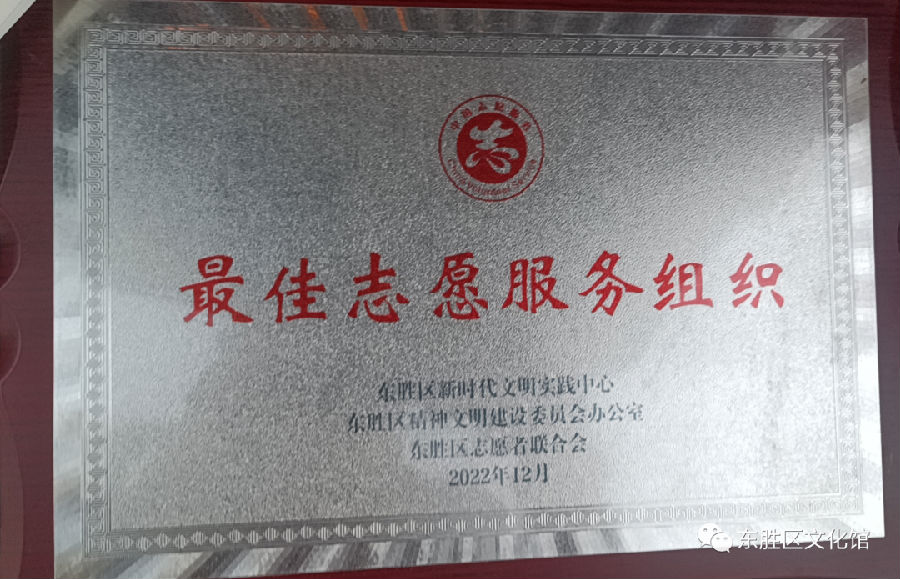 志
最佳志愿服务组织
东胜区新时代文明实践中心
东胜区精神文明建设委员会办公室
东胜区志愿者联合会
2022年12月
东胜区文化馆